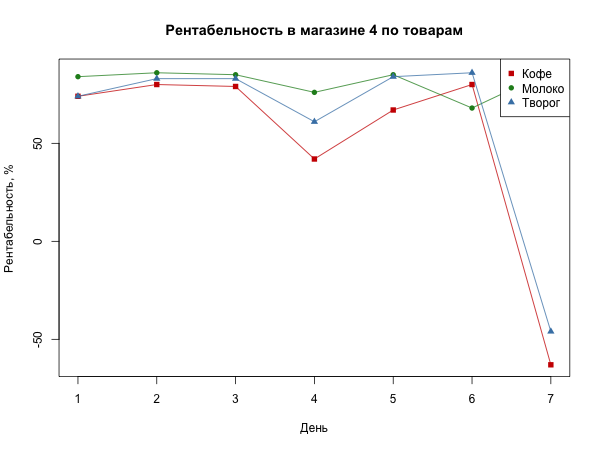 Рентабельность в магазине 4 по товарам
Кофе
Молоко
Творог
Рентабельность, %
50
0
-50
1 2 3 4 5 6 7
День